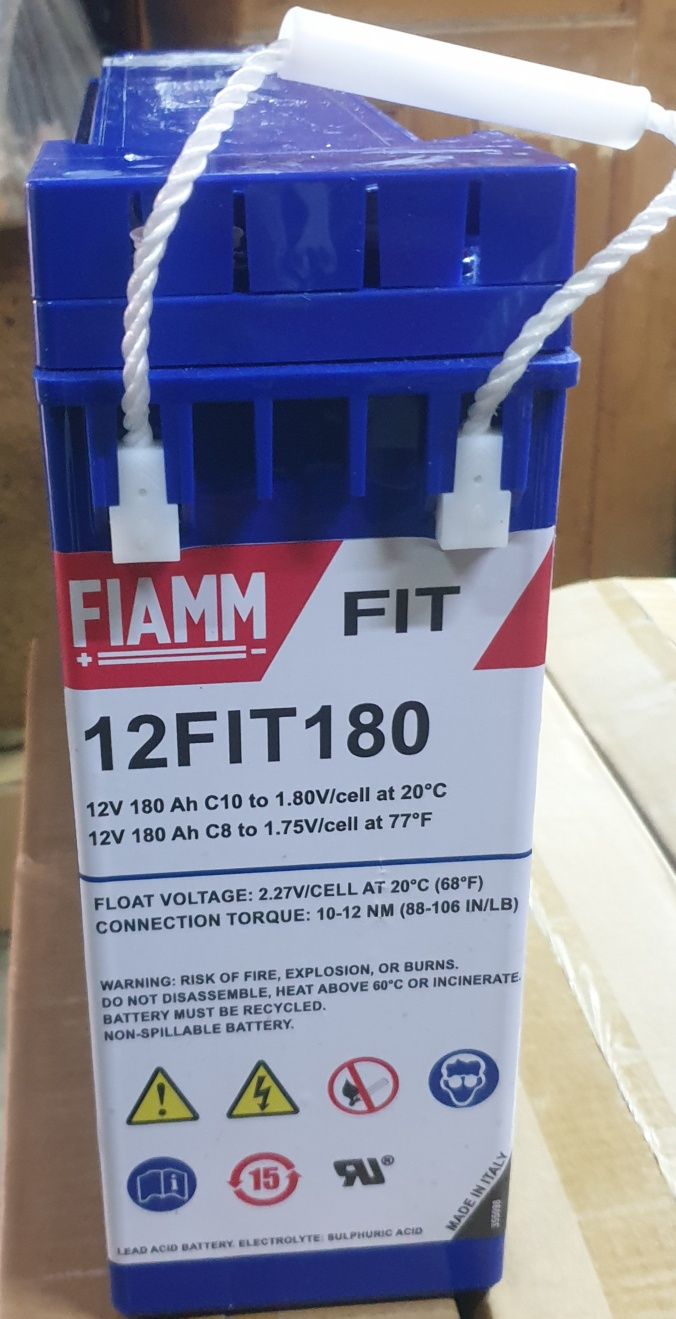 FIAMM
FIT
12FIT180
12V 180 Ah C10 to 1.80V/cell at 20°C
12V 180 Ah C8 to 1.75V/cell at 77°F
FLOAT VOLTAGE: 2.27V/CELL AT 20°C (68°F)
CONNECTION TORQUE: 10-12 NM (88-106 IN/LB)
WARNING: RISK OF FIRE, EXPLOSION, OR BURNS.
DO NOT DISASSEMBLE, HEAT ABOVE 60°C OR INCINERATE.
BATTERY MUST BE RECYCLED.
NON-SPILLABLE BATTERY.
15
MADE IN ITALY
LEAD ACID BATTERY. ELECTROLYTE: SULPHURIC ACID